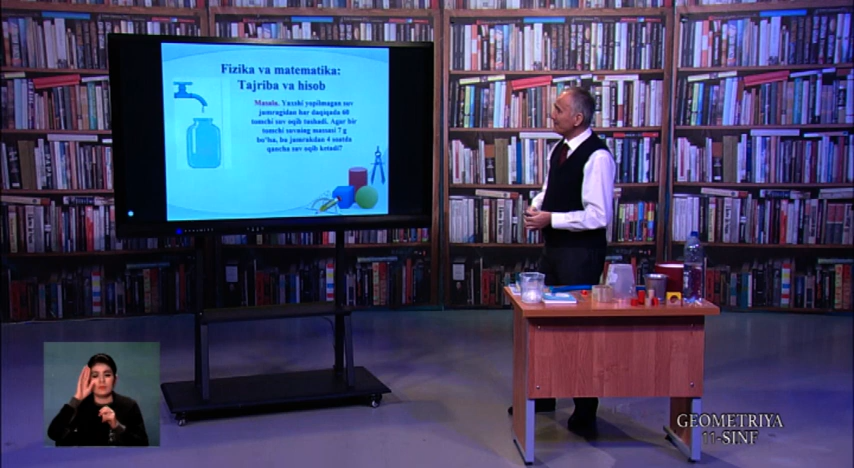 Fizika va matematika:
Tajriba va hisob
Masala. Yaxshi yopilmagan suv
jumragidan har daqiqada 60
tomchi suv oqib tushadi. Agar bir
tomchi suvning massasi 7 g
bo'lsa, bu jumrakdan 4 soatda
qancha suv oqib ketadi?
GEOMETRIYA
11-SINF